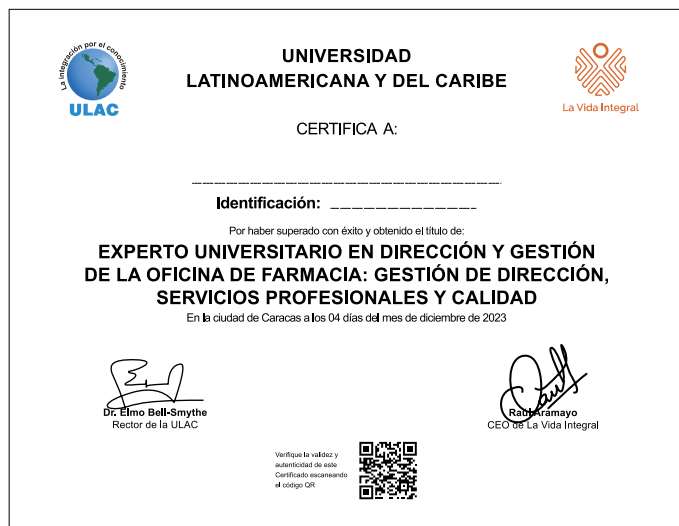 La integración por el conocimiento
ULAC
UNIVERSIDAD
LATINOAMERICANA Y DEL CARIBE
La Vida Integral
CERTIFICA A:
Identificación:
Por haber superado con éxito y obtenido el título de:
EXPERTO UNIVERSITARIO EN DIRECCIÓN Y GESTIÓN
DE LA OFICINA DE FARMACIA: GESTIÓN DE DIRECCIÓN,
SERVICIOS PROFESIONALES Y CALIDAD
En la ciudad de Caracas a los 04 días del mes de diciembre de 2023
Dr. Elmo Bell-Smythe
Rector de la ULAC
Raúl Aramayo
CEO de La Vida Integral
Verifique la validez y
autenticidad de este
Certificado escaneando
el código QR